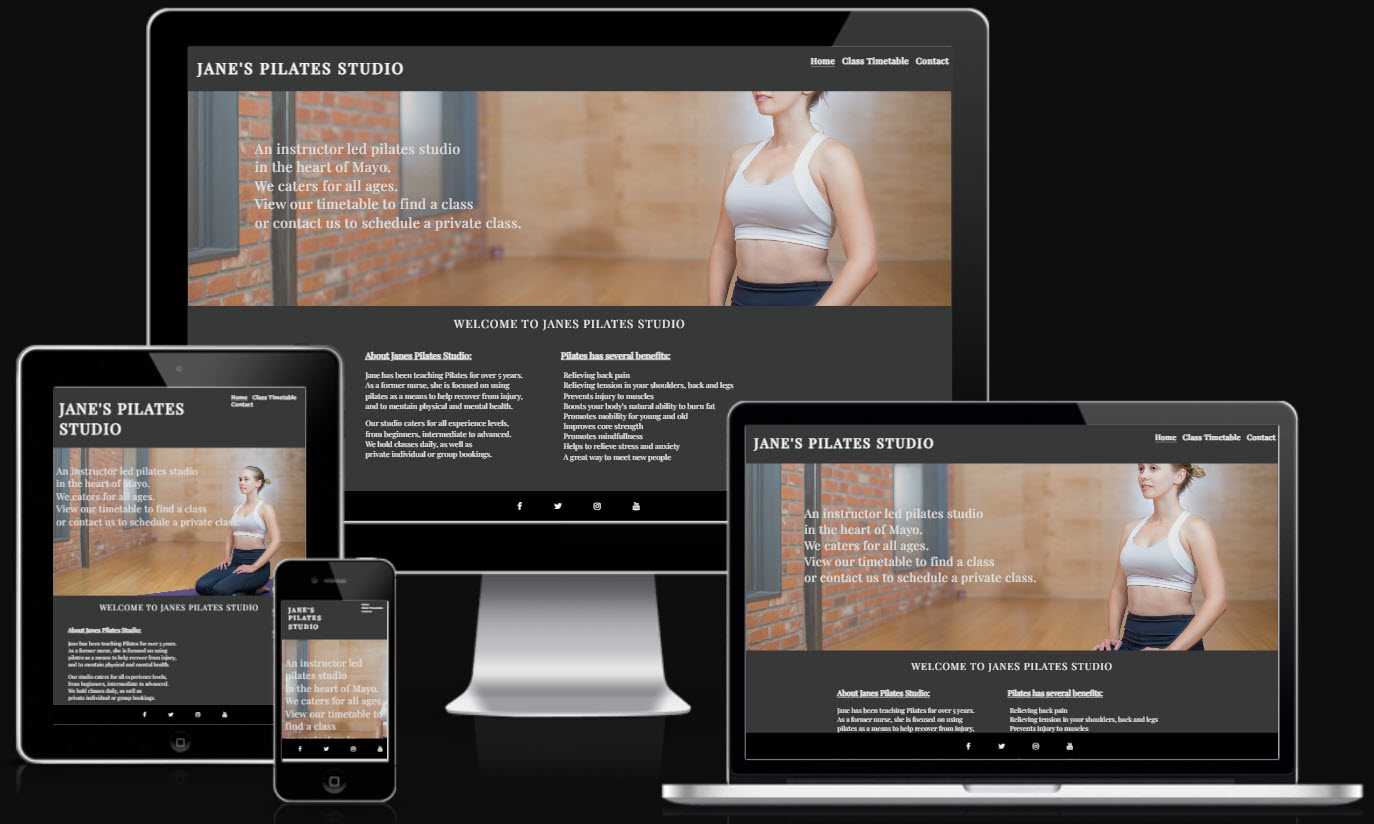 JANE'S PILATES STUDIO
Home Class Timetable Contact
An instructor led pilates studio
in the heart of Mayo.
We caters for all ages.
View our timetable to find a class
or contact us to schedule a private class.
WELCOME TO JANES PILATES STUDIO
About Janes Pilates Studio:
Jane has been teaching Pilates for over 5 years.
As a former nurse, she is focused on using
pilates as a means to help recover from injury,
and to mentain physical and mental health.
Our studio caters for all experience levels,
from beginners, intermediate to advanced.
We hold classes daily, as well as
private individual or group bookings.
Pilates has several benefits:
Relieving back pain
Relieving tension in your shoulders, back and legs
Prevents injury to muscles
Boosts your body's natural ability to burn fat
Promotes mobility for young and old
Improves core strength
Promotes mindfullness
Helps to relieve stress and anxiety
A great way to meet new people
JANE'S PILATES
STUDIO
Home Class Timetable
Contact
An instructor led pilates studio
in the heart of Mayo.
We caters for all ages.
View our timetable to find a class
or contact us to schedule a private class.
WELCOME TO JANES PILATES STUDIO
About Janes Pilates Studio:
Jane has been teaching Pilates for over 5 years.
As a former nurse, she is focused on using
pilates as a means to help recover from injury,
and to mentain physical and mental health.
Our studio caters for all experience levels,
from beginners, intermediate to advanced.
We hold classes daily, as well as
private individual or group bookings.
JANE'S
PILATES
STUDIO
An instructor led
pilates studio
in the heart of Mayo.
We caters for all ages.
View our timetable to
find a class
JANE'S PILATES STUDIO
Home Class Timetable Contact
An instructor led pilates studio
in the heart of Mayo.
We caters for all ages.
View our timetable to find a class
or contact us to schedule a private class.
WELCOME TO JANES PILATES STUDIO
About Janes Pilates Studio:
Jane has been teaching Pilates for over 5 years.
As a former nurse, she is focused on using
pilates as a means to help recover from injury,
Pilates has several benefits:
Relieving back pain
Relieving tension in your shoulders, back and legs
Prevents injury to muscles